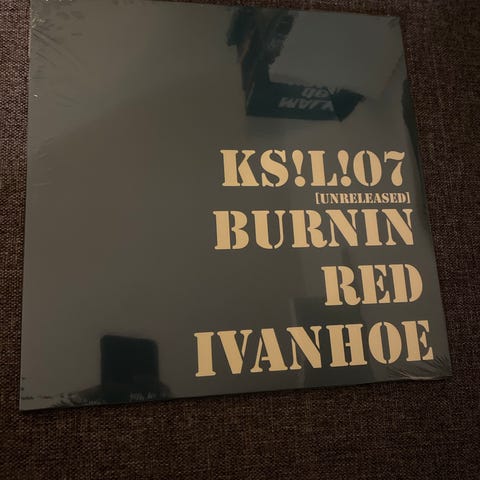 KS!L!07
[UNRELEASED]
BURNIN
RED
IVANHOE